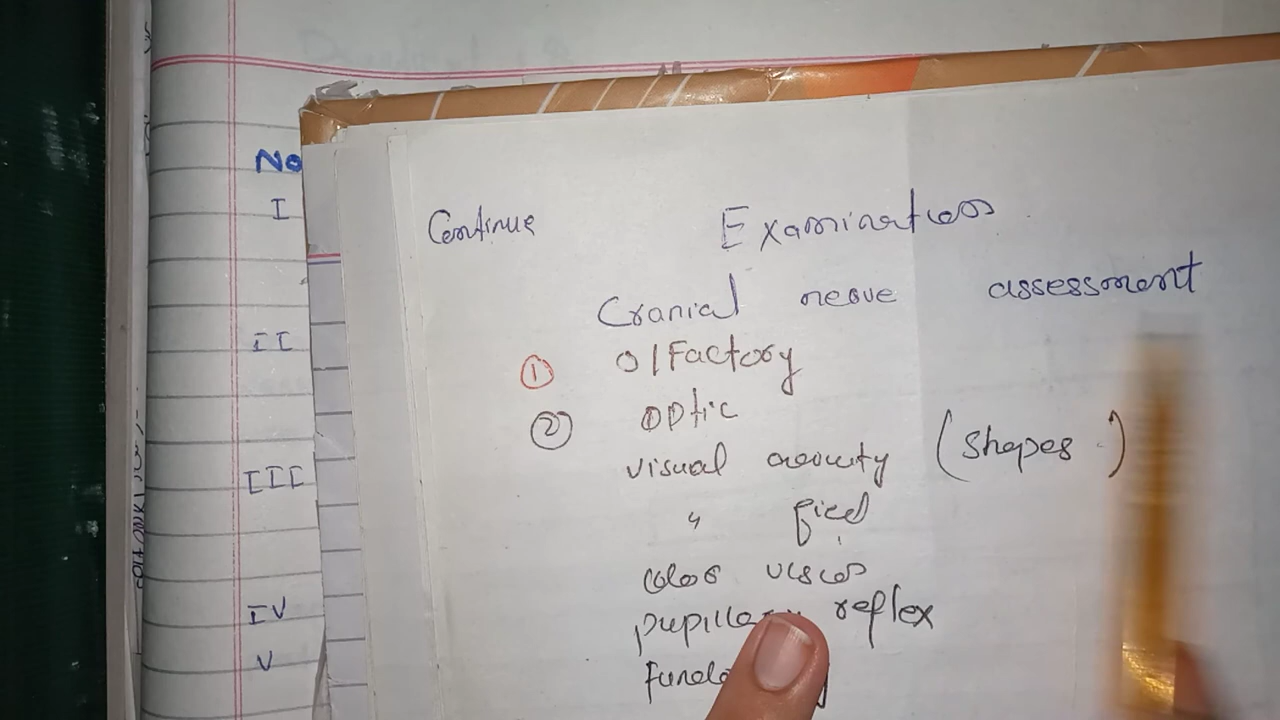 No
I
II
III
IV
V
Continue Examination
Cranial nerve assessment
① Olfactory
② Optic
visual acuity (shapes.)
" field
color vision
pupillary reflex